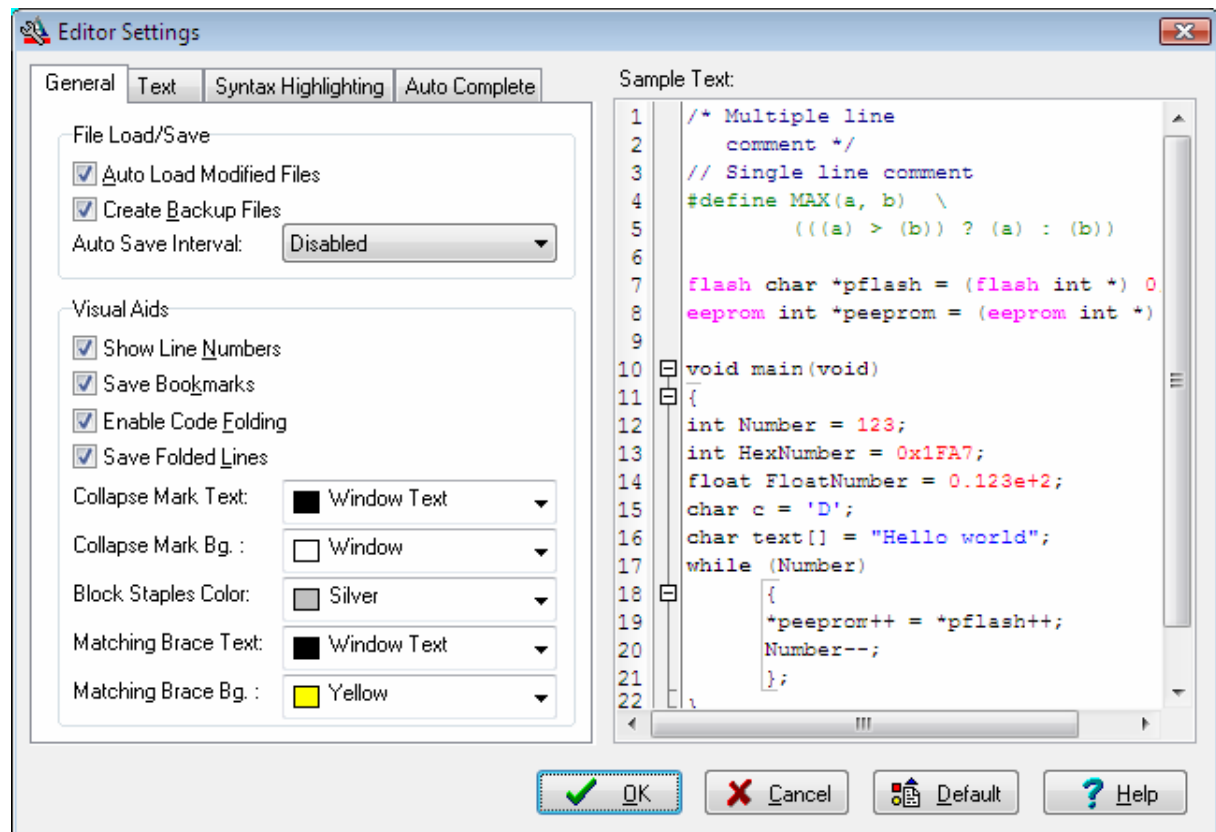 Editor Settings
General Text Syntax Highlighting Auto Complete
File Load/Save
Auto Load Modified Files
Create Backup Files
Auto Save Interval: Disabled
Visual Aids
Show Line Numbers
Save Bookmarks
Enable Code Folding
Save Folded Lines
Collapse Mark Text: Window Text
Collapse Mark Bg. : Window
Block Staples Color: Silver
Matching Brace Text: Window Text
Matching Brace Bg. : Yellow
Sample Text:
1 /* Multiple line
2 comment */
3 // Single line comment
4 #define MAX(a, b) \
5 (((a) > (b)) ? (a) : (b))
6
7 flash char *pflash = (flash int *) 0
8 eeprom int *peeprom = (eeprom int *)
9
10 void main(void)
11 {
12 int Number = 123;
13 int HexNumber = 0x1FA7;
14 float FloatNumber = 0.123e+2;
15 char c = 'D';
16 char text[] = "Hello world";
17 while (Number)
18 {
19 *peeprom++ = *pflash++;
20 Number--;
21 };
22 }
OK Cancel Default Help